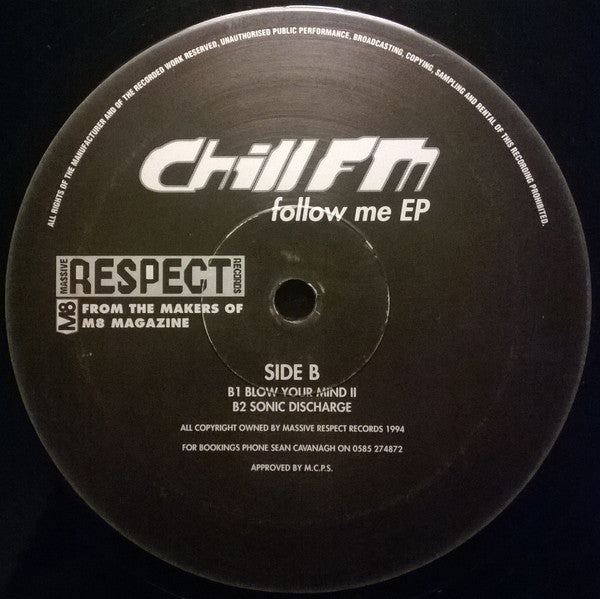 ALL RIGHTS OF THE MANUFACTURER AND OF THE RECORDED WORK RESERVED, UNAUTHORISED PUBLIC PERFORMANCE, BROADCASTING, COPYING, SAMPLING AND RENTAL OF THIS RECORDING PROHIBITED.
Chill FM
follow me EP
MASSIVE
RESPECT
RECORDS
M8
FROM THE MAKERS OF
M8 MAGAZINE
SIDE B
B1 BLOW YOUR MIND II
B2 SONIC DISCHARGE
ALL COPYRIGHT OWNED BY MASSIVE RESPECT RECORDS 1994
FOR BOOKINGS PHONE SEAN CAVANAGH ON 0585 274872
APPROVED BY M.C.P.S.